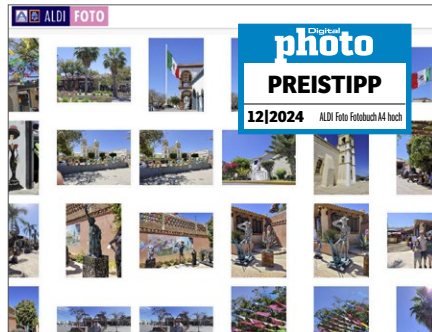 ALDI FOTO
Digital
photo
PREISTIPP
12|2024 ALDI Foto Fotobuch A4 hoch